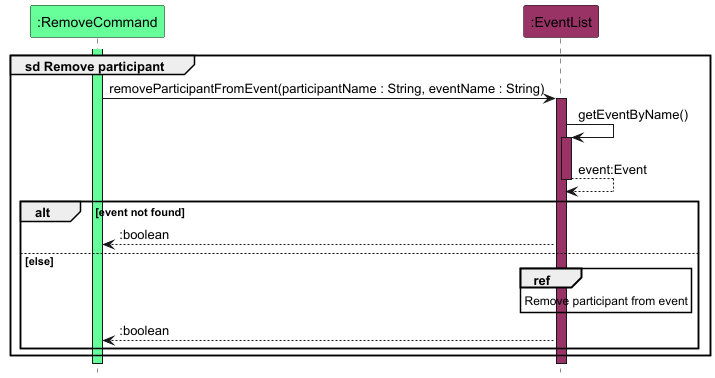 :RemoveCommand
:EventList
sd Remove participant
removeParticipantFromEvent(participantName : String, eventName : String)
getEventByName()
event:Event
alt
[event not found]
:boolean
[else]
ref
Remove participant from event
:boolean